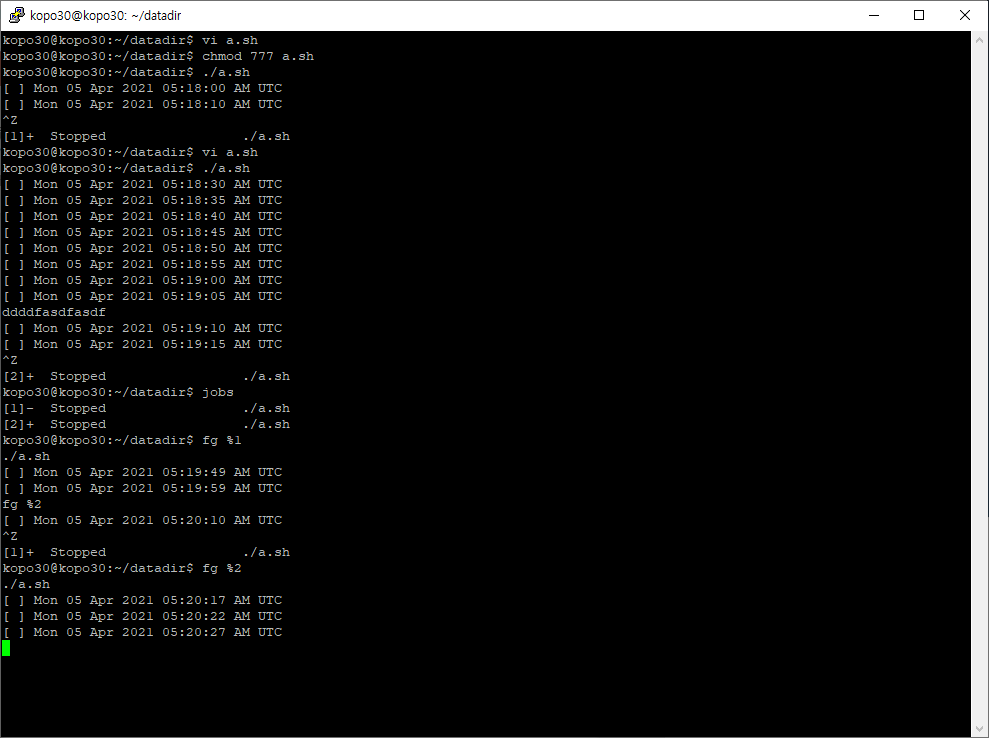 kopo30@kopo30: ~/datadir
kopo30@kopo30:~/datadir$ vi a.sh
kopo30@kopo30:~/datadir$ chmod 777 a.sh
kopo30@kopo30:~/datadir$ ./a.sh
[ ] Mon 05 Apr 2021 05:18:00 AM UTC
[ ] Mon 05 Apr 2021 05:18:10 AM UTC
^Z
[1]+  Stopped                 ./a.sh
kopo30@kopo30:~/datadir$ vi a.sh
kopo30@kopo30:~/datadir$ ./a.sh
[ ] Mon 05 Apr 2021 05:18:30 AM UTC
[ ] Mon 05 Apr 2021 05:18:35 AM UTC
[ ] Mon 05 Apr 2021 05:18:40 AM UTC
[ ] Mon 05 Apr 2021 05:18:45 AM UTC
[ ] Mon 05 Apr 2021 05:18:50 AM UTC
[ ] Mon 05 Apr 2021 05:18:55 AM UTC
[ ] Mon 05 Apr 2021 05:19:00 AM UTC
[ ] Mon 05 Apr 2021 05:19:05 AM UTC
ddddfasdfasdf
[ ] Mon 05 Apr 2021 05:19:10 AM UTC
[ ] Mon 05 Apr 2021 05:19:15 AM UTC
^Z
[2]+  Stopped                 ./a.sh
kopo30@kopo30:~/datadir$ jobs
[1]-  Stopped                 ./a.sh
[2]+  Stopped                 ./a.sh
kopo30@kopo30:~/datadir$ fg %1
./a.sh
[ ] Mon 05 Apr 2021 05:19:49 AM UTC
[ ] Mon 05 Apr 2021 05:19:59 AM UTC
fg %2
[ ] Mon 05 Apr 2021 05:20:10 AM UTC
^Z
[1]+  Stopped                 ./a.sh
kopo30@kopo30:~/datadir$ fg %2
./a.sh
[ ] Mon 05 Apr 2021 05:20:17 AM UTC
[ ] Mon 05 Apr 2021 05:20:22 AM UTC
[ ] Mon 05 Apr 2021 05:20:27 AM UTC